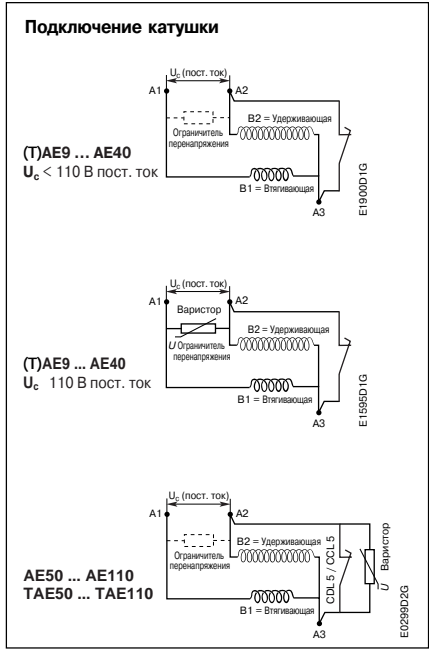 Подключение катушки
Uc (пост. ток)
A1
A2
B2 = Удерживающая
Ограничитель
перенапряжения
(T)AE9 ... AE40
Uc < 110 В пост. ток
B1 = Втягивающая
A3
E1900D1G
Uc (пост. ток)
A1
A2
Варистор
B2 = Удерживающая
U Ограничитель
перенапряжения
(T)AE9 ... AE40
Uc 110 В пост. ток
B1 = Втягивающая
A3
E1595D1G
Uc (пост. ток)
A1
A2
B2 = Удерживающая
Ограничитель
перенапряжения
AE50 ... AE110
TAE50 ... TAE110
B1 = Втягивающая
A3
CDL 5 / CCL 5
U
Варистор
E0299D2G